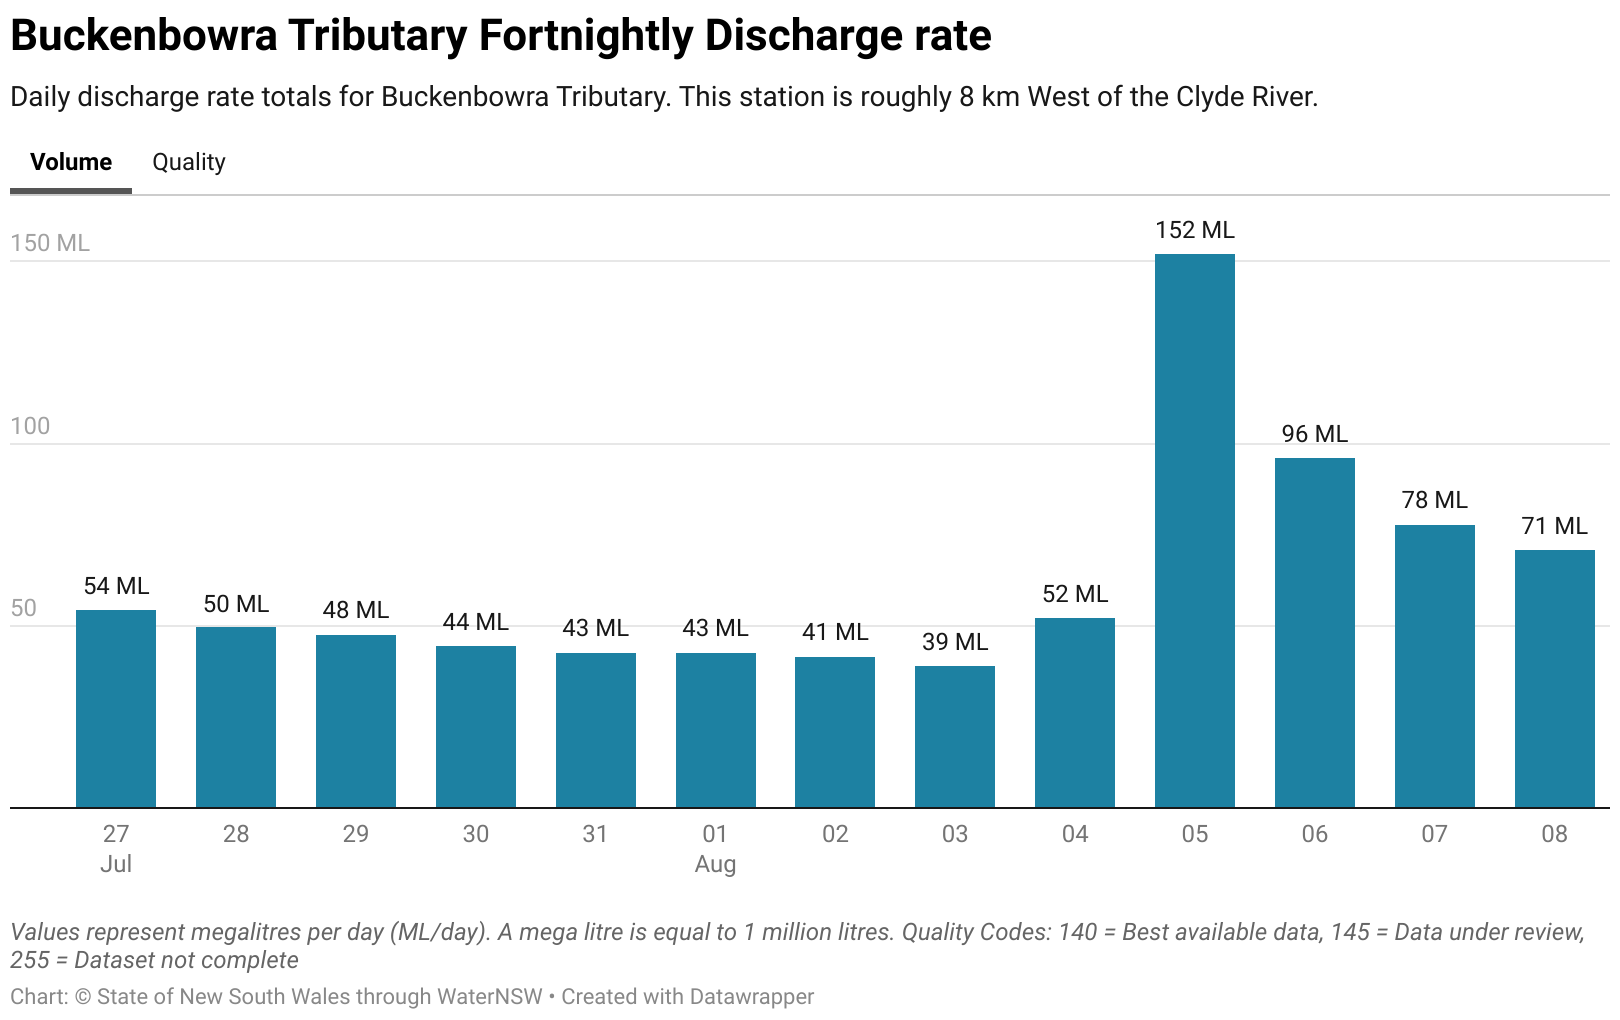 Buckenbowra Tributary Fortnightly Discharge rate
Daily discharge rate totals for Buckenbowra Tributary. This station is roughly 8 km West of the Clyde River.
Volume Quality
150 ML
100
50
54 ML
50 ML
48 ML
44 ML
43 ML
43 ML
41 ML
39 ML
52 ML
152 ML
96 ML
78 ML
71 ML
27 28 29 30 31 01 02 03 04 05 06 07 08
Jul Aug
Values represent megalitres per day (ML/day). A mega litre is equal to 1 million litres. Quality Codes: 140 = Best available data, 145 = Data under review,
255 = Dataset not complete
Chart: © State of New South Wales through WaterNSW • Created with Datawrapper